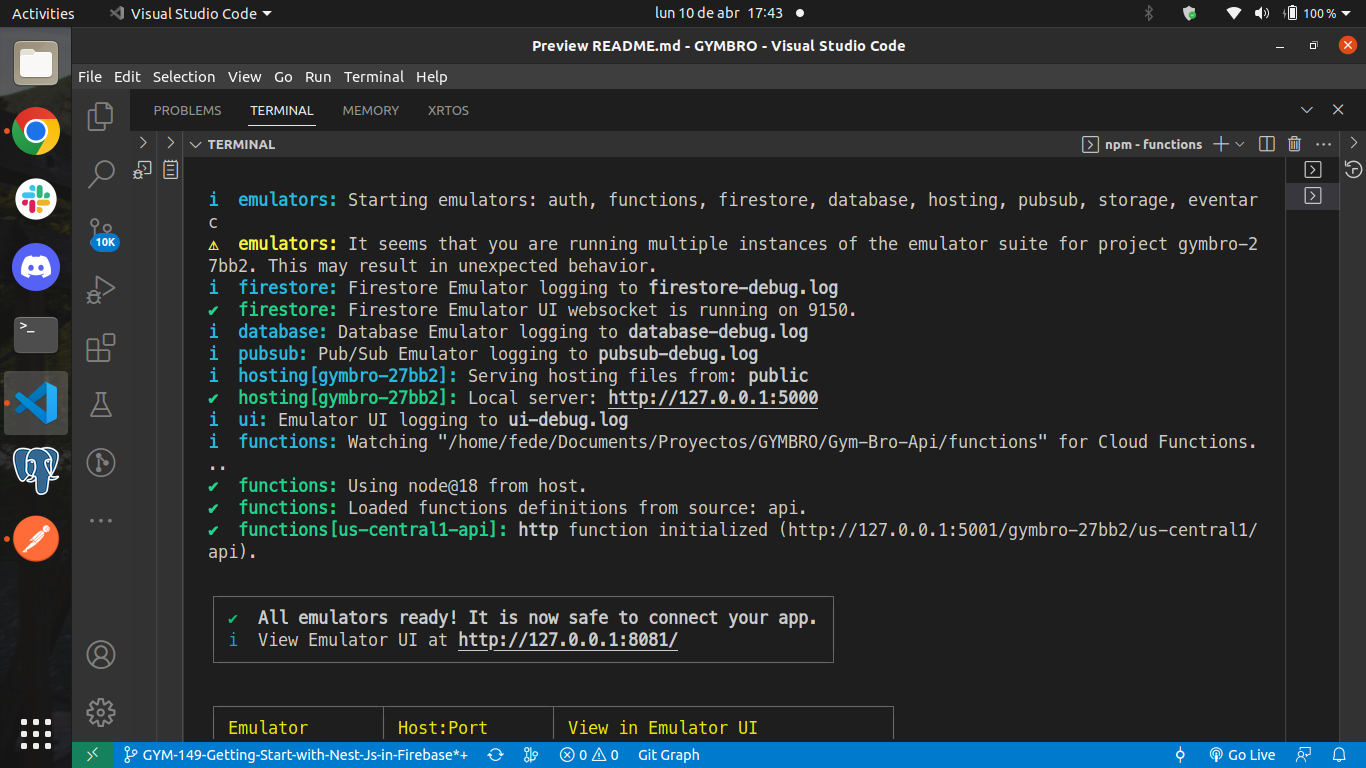 Activities
Visual Studio Code
lun 10 de abr 17:43
100 %
Preview README.md - GYMBRO - Visual Studio Code
File Edit Selection View Go Run Terminal Help
PROBLEMS TERMINAL MEMORY XRTOS
TERMINAL
npm - functions
10K
i emulators: Starting emulators: auth, functions, firestore, database, hosting, pubsub, storage, eventar
c
⚠ emulators: It seems that you are running multiple instances of the emulator suite for project gymbro-2
7bb2. This may result in unexpected behavior.
i firestore: Firestore Emulator logging to firestore-debug.log
✔ firestore: Firestore Emulator UI websocket is running on 9150.
i database: Database Emulator logging to database-debug.log
i pubsub: Pub/Sub Emulator logging to pubsub-debug.log
i hosting[gymbro-27bb2]: Serving hosting files from: public
✔ hosting[gymbro-27bb2]: Local server: http://127.0.0.1:5000
i ui: Emulator UI logging to ui-debug.log
i functions: Watching "/home/fede/Documents/Proyectos/GYMBRO/Gym-Bro-Api/functions" for Cloud Functions.
..
✔ functions: Using node@18 from host.
✔ functions: Loaded functions definitions from source: api.
✔ functions[us-central1-api]: http function initialized (http://127.0.0.1:5001/gymbro-27bb2/us-central1/
api).
✔ All emulators ready! It is now safe to connect your app.
i View Emulator UI at http://127.0.0.1:8081/
Emulator Host:Port View in Emulator UI
GYM-149-Getting-Start-with-Nest-Js-in-Firebase*+
0 0
Git Graph
Go Live